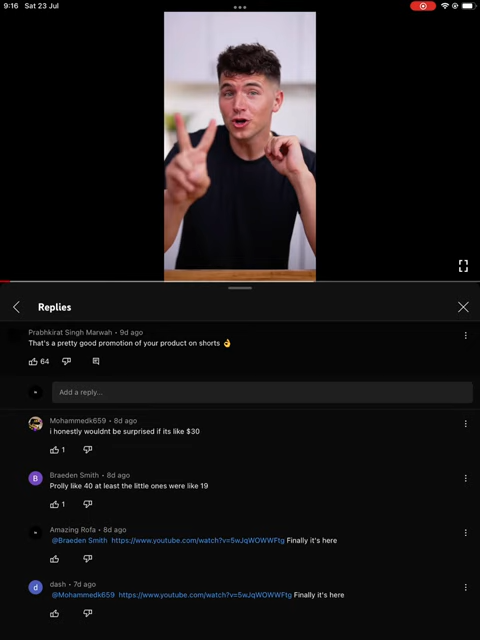 9:16 Sat 23 Jul
Replies
Prabhkirat Singh Marwah • 9d ago
That's a pretty good promotion of your product on shorts 👌
64
Add a reply...
Mohammedk659 • 8d ago
i honestly wouldnt be surprised if its like $30
1
B
Braeden Smith • 8d ago
Prolly like 40 at least the little ones were like 19
1
Amazing Rofa • 8d ago
@Braeden Smith https://www.youtube.com/watch?v=5wJqWOWWFtg Finally it's here
d
dash • 7d ago
@Mohammedk659 https://www.youtube.com/watch?v=5wJqWOWWFtg Finally it's here